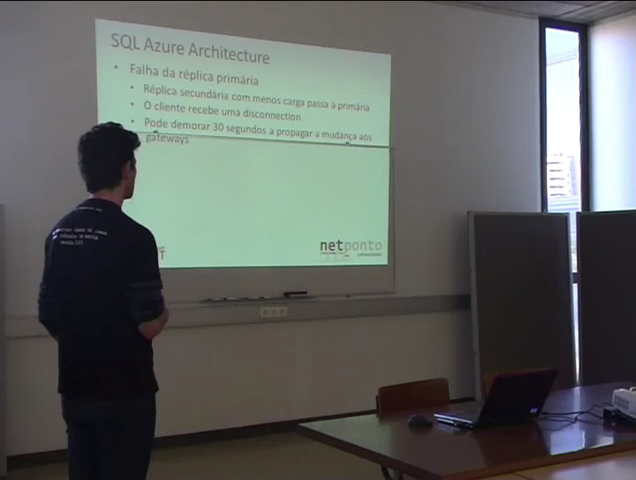 SQL Azure Architecture
• Falha da réplica primária
• Réplica secundária com menos carga passa a primária
• O cliente recebe uma disconnection
• Pode demorar 30 segundos a propagar a mudança aos
gateways
netponto
comunidade